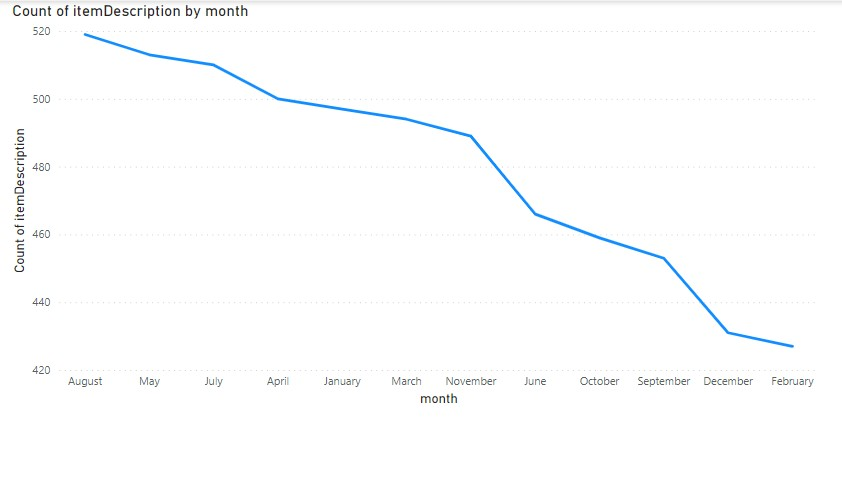 Count of itemDescription by month
520
500
480
460
440
420
Count of itemDescription
August May July April January March November June October September December February
month